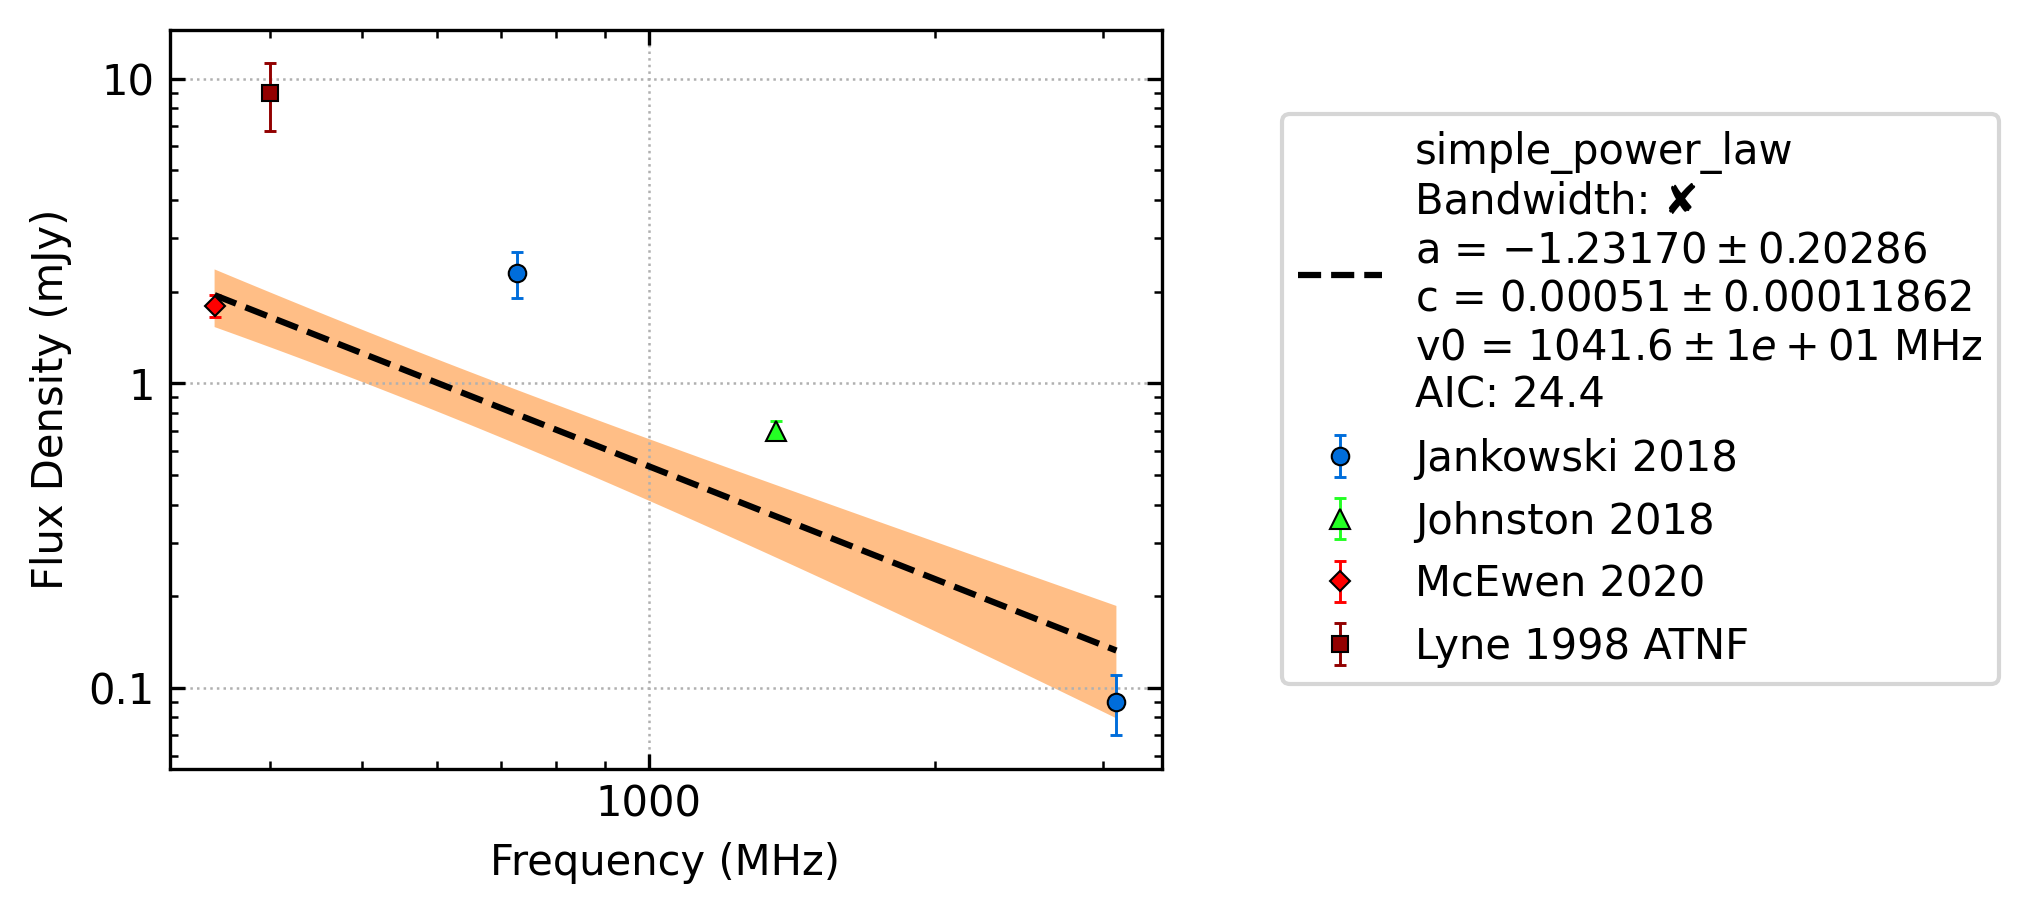 10
1
0.1
Flux Density (mJy)
1000
Frequency (MHz)
simple_power_law
Bandwidth: ✘
a = −1.23170 ± 0.20286
c = 0.00051 ± 0.00011862
v0 = 1041.6 ± 1e + 01 MHz
AIC: 24.4
Jankowski 2018
Johnston 2018
McEwen 2020
Lyne 1998 ATNF